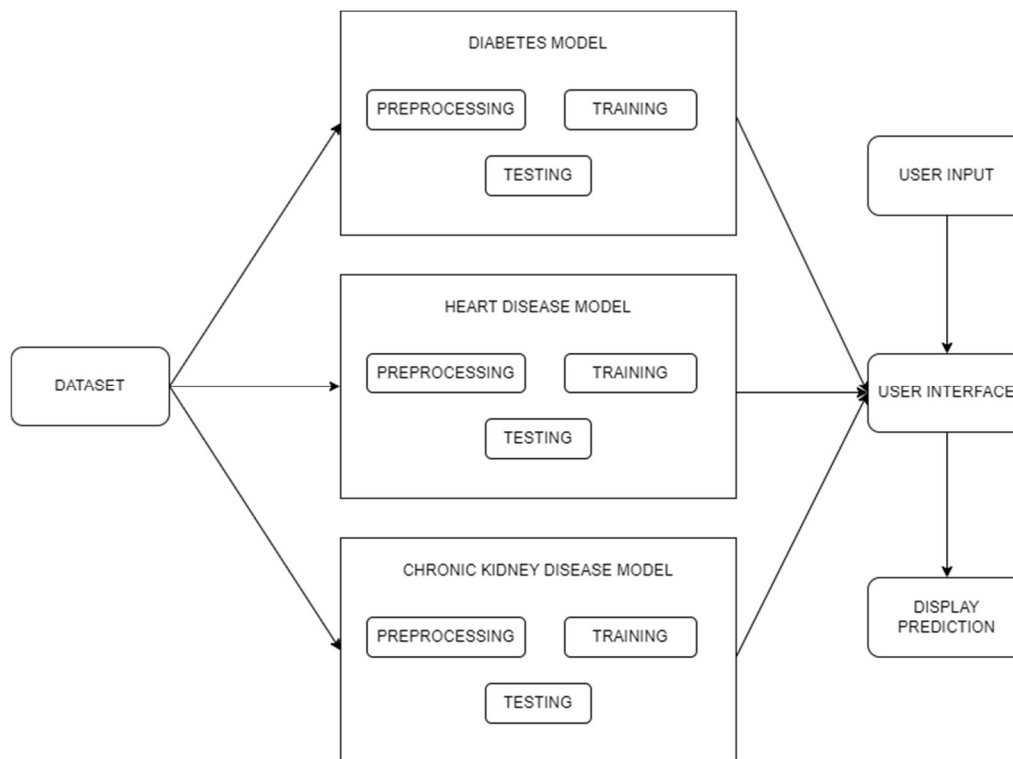 DIABETES MODEL
PREPROCESSING
TRAINING
TESTING
HEART DISEASE MODEL
PREPROCESSING
TRAINING
TESTING
CHRONIC KIDNEY DISEASE MODEL
PREPROCESSING
TRAINING
TESTING
DATASET
USER INPUT
USER INTERFACE
DISPLAY
PREDICTION